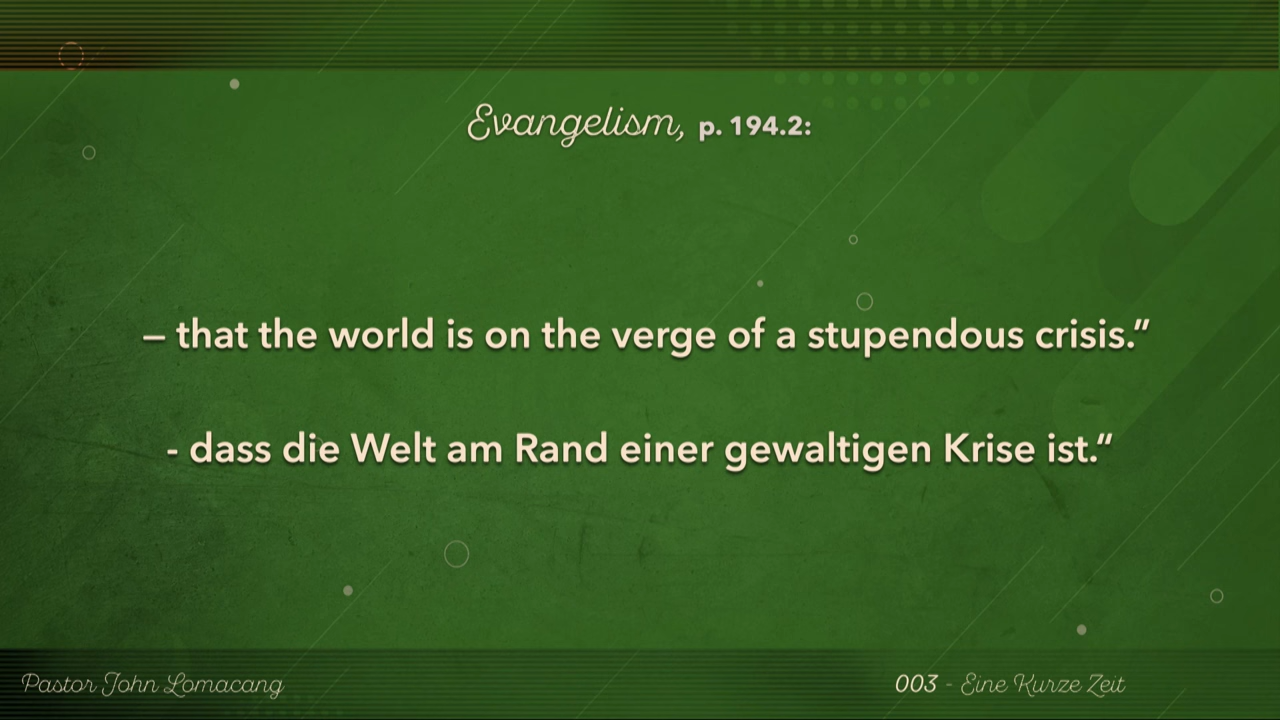 Evangelism, p. 194.2:
– that the world is on the verge of a stupendous crisis.”
- dass die Welt am Rand einer gewaltigen Krise ist.“
Pastor John Lomacang
003 - Eine Kurze Zeit